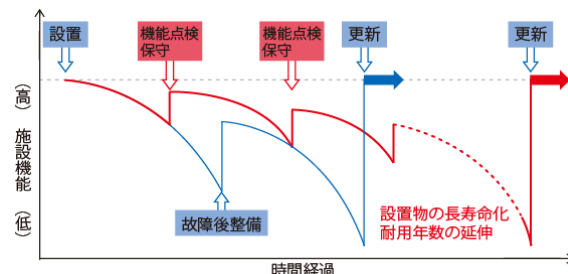 設置
機能点検
保守
機能点検
保守
更新
更新
(高)
施設機能
(低)
故障後整備
設置物の長寿命化
耐用年数の延伸
時間経過